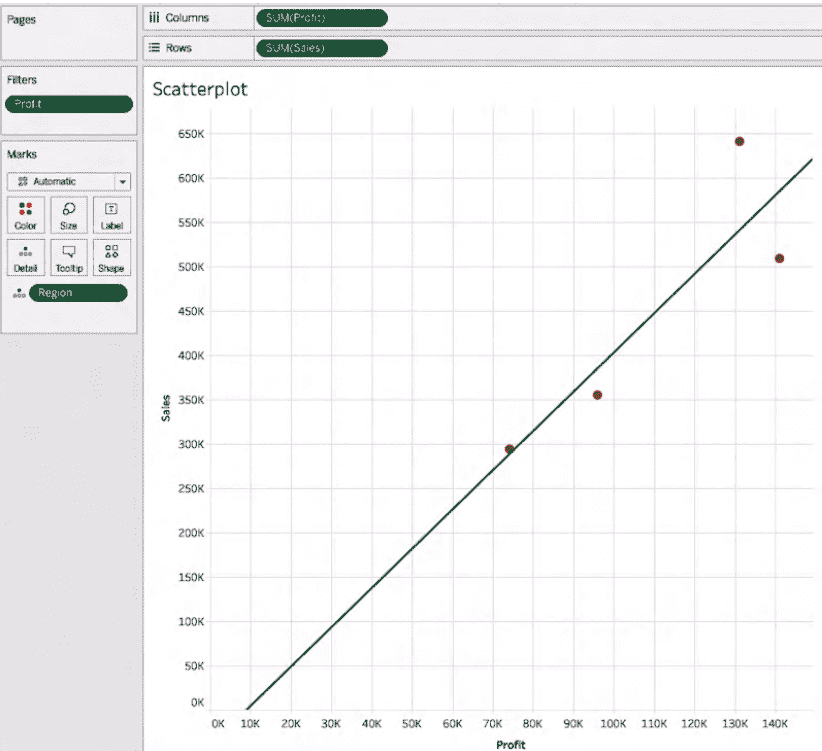 Pages
Columns
SUM(Profit)
Rows
SUM(Sales)
Filters
Profit
Marks
Automatic
Color
Size
Label
Detail
Tooltip
Shape
Region
Scatterplot
650K
600K
550K
500K
450K
400K
350K
300K
250K
200K
150K
100K
50K
0K
Sales
0K 10K 20K 30K 40K 50K 60K 70K 80K 90K 100K 110K 120K 130K 140K
Profit